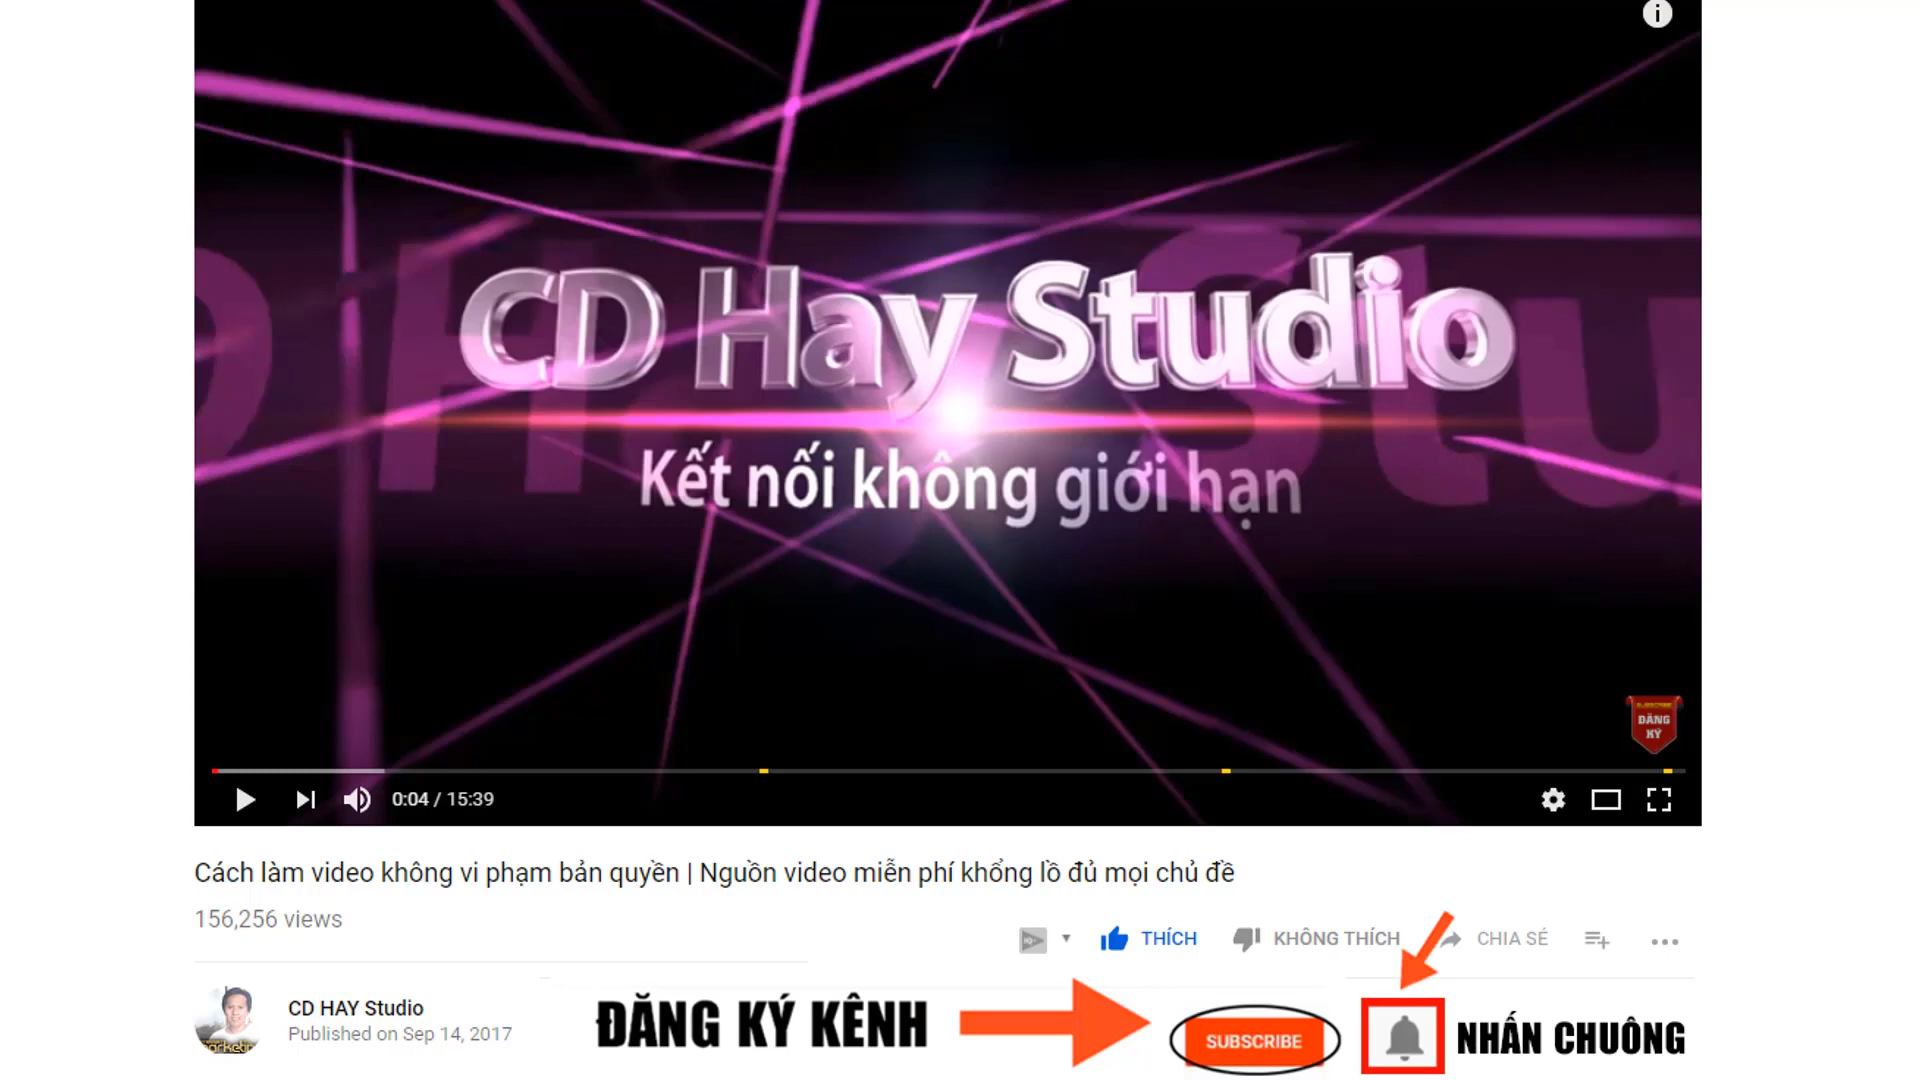 CD Hay Studio
Kết nối không giới hạn
ĐĂNG
KÝ
0:04 / 15:39
Cách làm video không vi phạm bản quyền | Nguồn video miễn phí khổng lồ đủ mọi chủ đề
156,256 views
THÍCH
KHÔNG THÍCH
CHIA SẺ
CD HAY Studio
Published on Sep 14, 2017
ĐĂNG KÝ KÊNH
SUBSCRIBE
NHẤN CHUÔNG